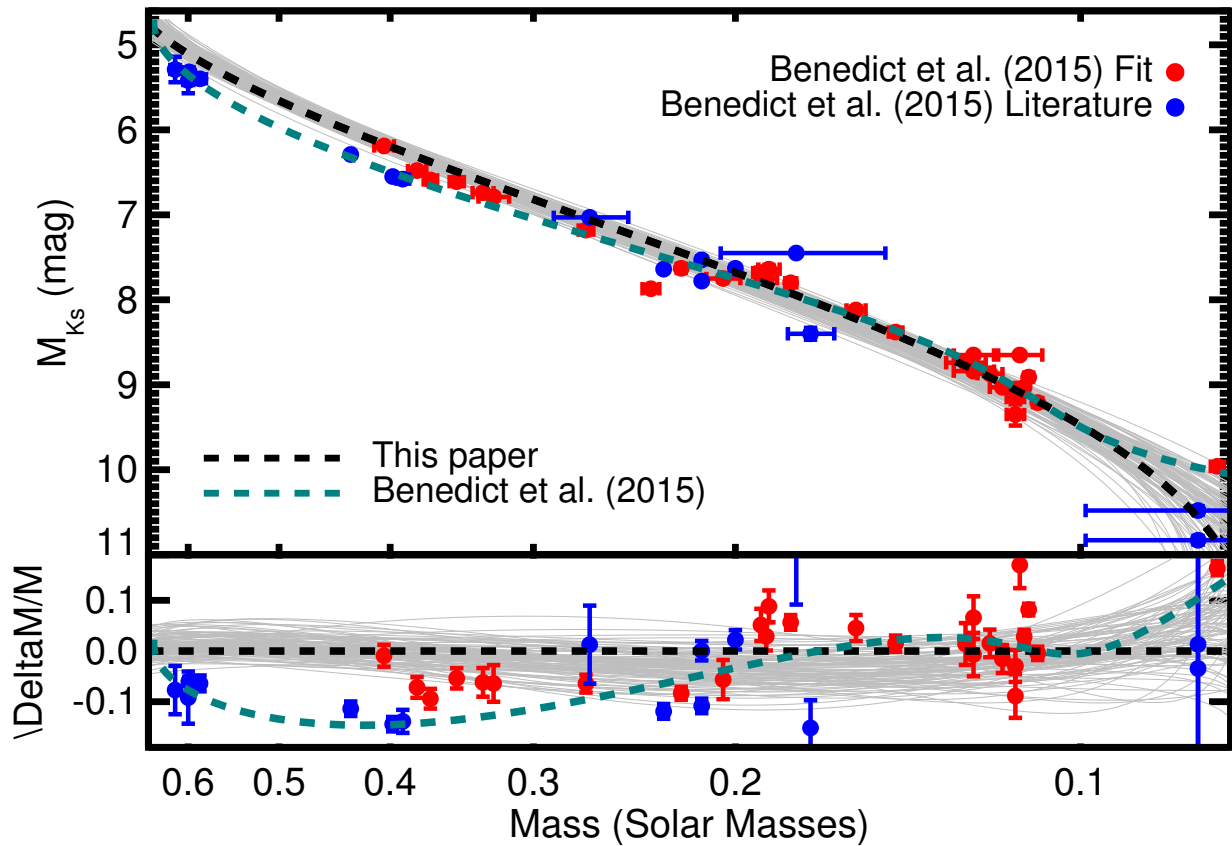 5
6
7
8
9
10
11
M_Ks (mag)
Benedict et al. (2015) Fit
Benedict et al. (2015) Literature
This paper
Benedict et al. (2015)
0.1
0.0
-0.1
\DeltaM/M
0.6 0.5 0.4 0.3 0.2 0.1
Mass (Solar Masses)